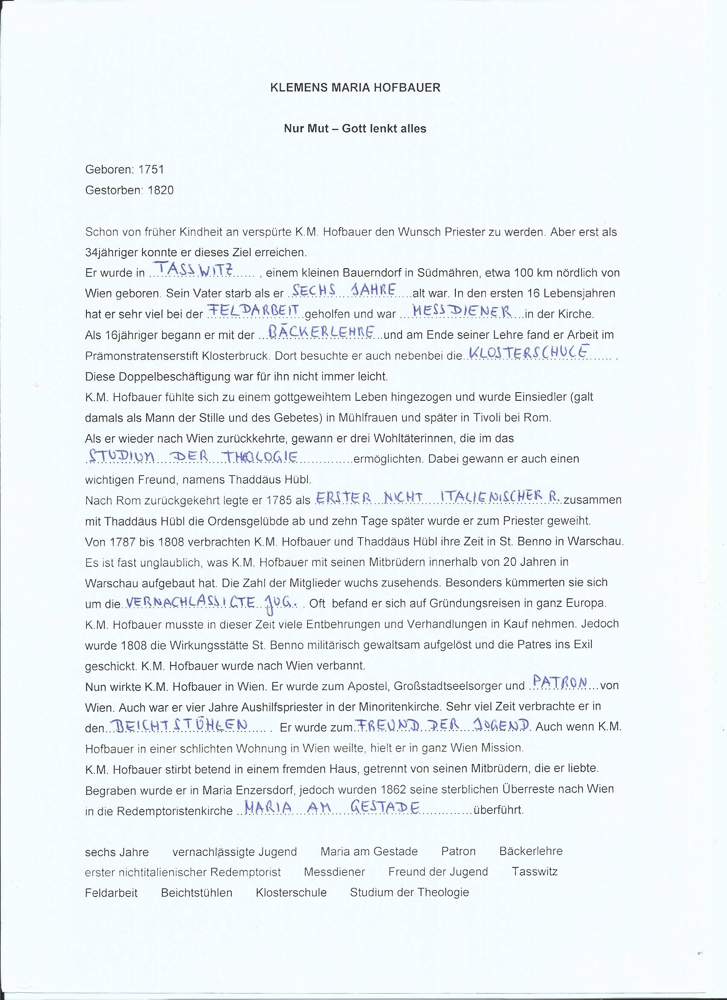 KLEMENS MARIA HOFBAUER
Nur Mut – Gott lenkt alles
Geboren: 1751
Gestorben: 1820
Schon von früher Kindheit an verspürte K.M. Hofbauer den Wunsch Priester zu werden. Aber erst als
34jähriger konnte er dieses Ziel erreichen.
Er wurde in TASSWITZ , einem kleinen Bauerndorf in Südmähren, etwa 100 km nördlich von
Wien geboren. Sein Vater starb als er SECHS JAHRE alt war. In den ersten 16 Lebensjahren
hat er sehr viel bei der FELDARBEIT geholfen und war MESSDIENER in der Kirche.
Als 16jähriger begann er mit der BÄCKERLEHRE und am Ende seiner Lehre fand er Arbeit im
Prämonstratenserstift Klosterbruck. Dort besuchte er auch nebenbei die KLOSTERSCHULE .
Diese Doppelbeschäftigung war für ihn nicht immer leicht.
K.M. Hofbauer fühlte sich zu einem gottgeweihtem Leben hingezogen und wurde Einsiedler (galt
damals als Mann der Stille und des Gebetes) in Mühlfrauen und später in Tivoli bei Rom.
Als er wieder nach Wien zurückkehrte, gewann er drei Wohltäterinnen, die im das
STUDIUM DER THEOLOGIE ermöglichten. Dabei gewann er auch einen
wichtigen Freund, namens Thaddäus Hübl.
Nach Rom zurückgekehrt legte er 1785 als ERSTER NICHT ITALIENISCHER R. zusammen
mit Thaddäus Hübl die Ordensgelübde ab und zehn Tage später wurde er zum Priester geweiht.
Von 1787 bis 1808 verbrachten K.M. Hofbauer und Thaddäus Hübl ihre Zeit in St. Benno in Warschau.
Es ist fast unglaublich, was K.M. Hofbauer mit seinen Mitbrüdern innerhalb von 20 Jahren in
Warschau aufgebaut hat. Die Zahl der Mitglieder wuchs zusehends. Besonders kümmerten sie sich
um die VERNACHLASSIGTE JUG. . Oft befand er sich auf Gründungsreisen in ganz Europa.
K.M. Hofbauer musste in dieser Zeit viele Entbehrungen und Verhandlungen in Kauf nehmen. Jedoch
wurde 1808 die Wirkungsstätte St. Benno militärisch gewaltsam aufgelöst und die Patres ins Exil
geschickt. K.M. Hofbauer wurde nach Wien verbannt.
Nun wirkte K.M. Hofbauer in Wien. Er wurde zum Apostel, Großstadtseelsorger und PATRON von
Wien. Auch war er vier Jahre Aushilfspriester in der Minoritenkirche. Sehr viel Zeit verbrachte er in
den BEICHTSTÜHLEN . Er wurde zum FREUND DER JUGEND. Auch wenn K.M.
Hofbauer in einer schlichten Wohnung in Wien weilte, hielt er in ganz Wien Mission.
K.M. Hofbauer stirbt betend in einem fremden Haus, getrennt von seinen Mitbrüdern, die er liebte.
Begraben wurde er in Maria Enzersdorf, jedoch wurden 1862 seine sterblichen Überreste nach Wien
in die Redemptoristenkirche MARIA AM GESTADE überführt.
sechs Jahre vernachlässigte Jugend Maria am Gestade Patron Bäckerlehre
erster nichtitalienischer Redemptorist Messdiener Freund der Jugend Tasswitz
Feldarbeit Beichtstühlen Klosterschule Studium der Theologie